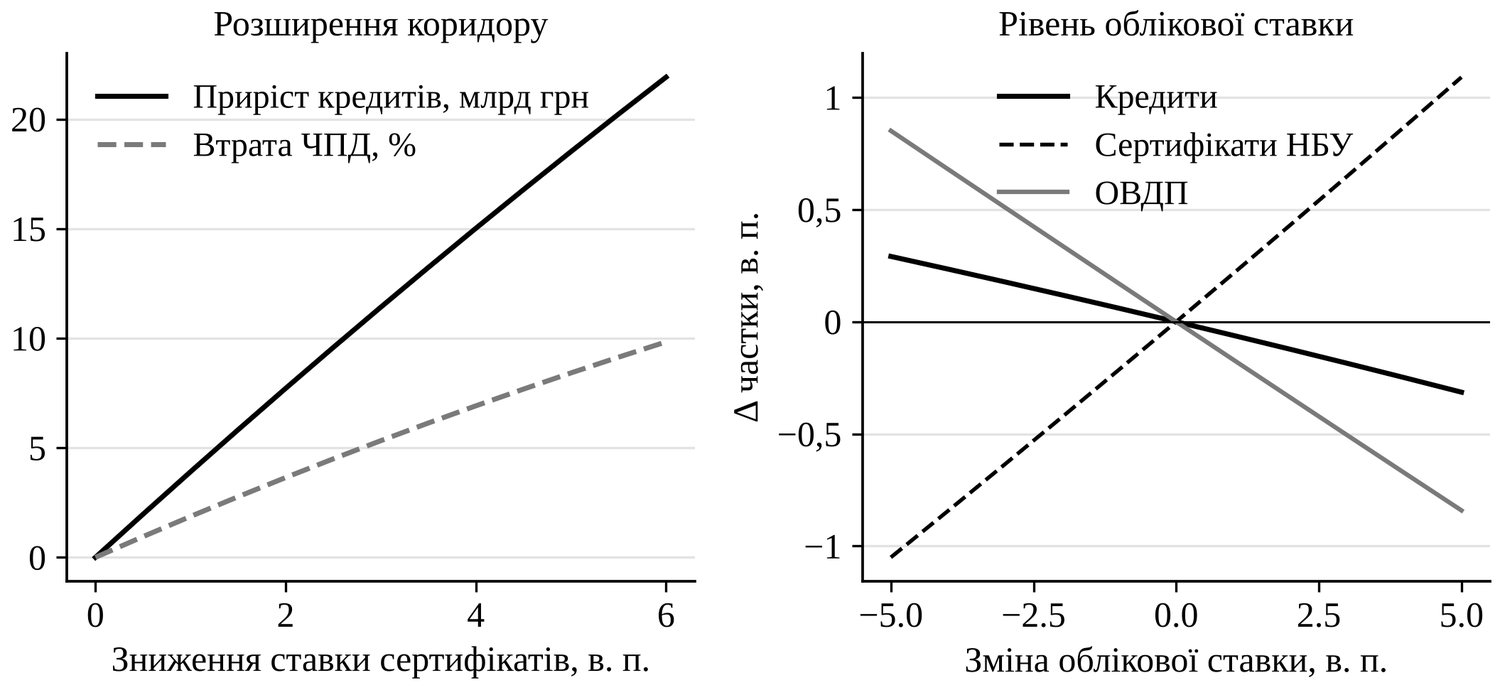 Розширення коридору
Приріст кредитів, млрд грн
Втрата ЧПД, %
20
15
10
5
0
0 2 4 6
Зниження ставки сертифікатів, в. п.
Рівень облікової ставки
Кредити
Сертифікати НБУ
ОВДП
Δ частки, в. п.
1
0,5
0
−0,5
−1
−5.0 −2.5 0.0 2.5 5.0
Зміна облікової ставки, в. п.